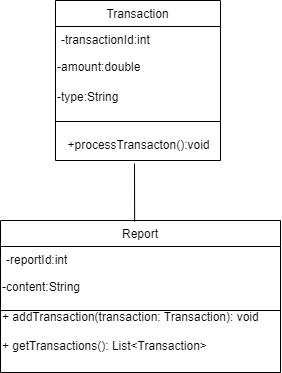 Transaction
-transactionId:int
-amount:double
-type:String
+processTransacton():void
Report
-reportId:int
-content:String
+ addTransaction(transaction: Transaction): void
+ getTransactions(): List<Transaction>